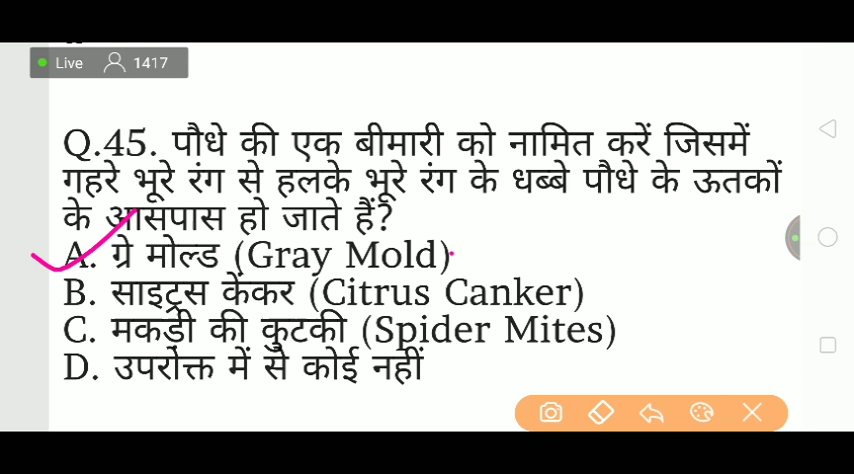 Live 1417
Q.45. पौधे की एक बीमारी को नामित करें जिसमें
गहरे भूरे रंग से हलके भूरे रंग के धब्बे पौधे के ऊतकों
के आसपास हो जाते हैं?
A. ग्रे मोल्ड (Gray Mold)
B. साइट्रस केंकर (Citrus Canker)
C. मकड़ी की कुटकी (Spider Mites)
D. उपरोक्त में से कोई नहीं